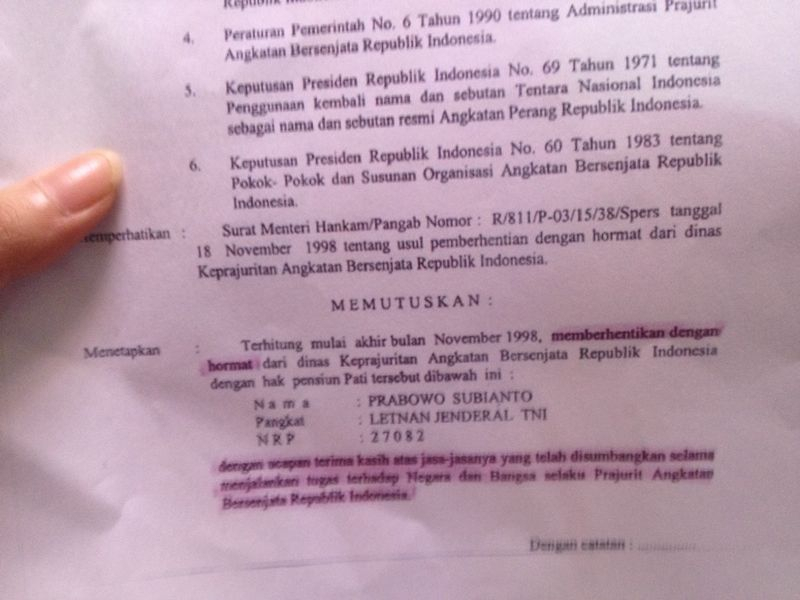 Republik
4. Peraturan Pemerintah No. 6 Tahun 1990 tentang Administrasi Prajurit
Angkatan Bersenjata Republik Indonesia.
5. Keputusan Presiden Republik Indonesia No. 69 Tahun 1971 tentang
Penggunaan kembali nama dan sebutan Tentara Nasional Indonesia
sebagai nama dan sebutan resmi Angkatan Perang Republik Indonesia.
6. Keputusan Presiden Republik Indonesia No. 60 Tahun 1983 tentang
Pokok- Pokok dan Susunan Organisasi Angkatan Bersenjata Republik
Indonesia.
emperhatikan : Surat Menteri Hankam/Pangab Nomor : R/811/P-03/15/38/Spers tanggal
18 November 1998 tentang usul pemberhentian dengan hormat dari dinas
Keprajuritan Angkatan Bersenjata Republik Indonesia.
MEMUTUSKAN :
Menetapkan : Terhitung mulai akhir bulan November 1998, memberhentikan dengan
hormat dari dinas Keprajuritan Angkatan Bersenjata Republik Indonesia
dengan hak pensiun Pati tersebut dibawah ini :
N a m a : PRABOWO SUBIANTO
Pangkat : LETNAN JENDERAL TNI
N R P : 27082
dengan ucapan terima kasih atas jasa-jasanya yang telah disumbangkan selama
menjalankan tugas terhadap Negara dan Bangsa selaku Prajurit Angkatan
Bersenjata Republik Indonesia.
Dengan catatan :